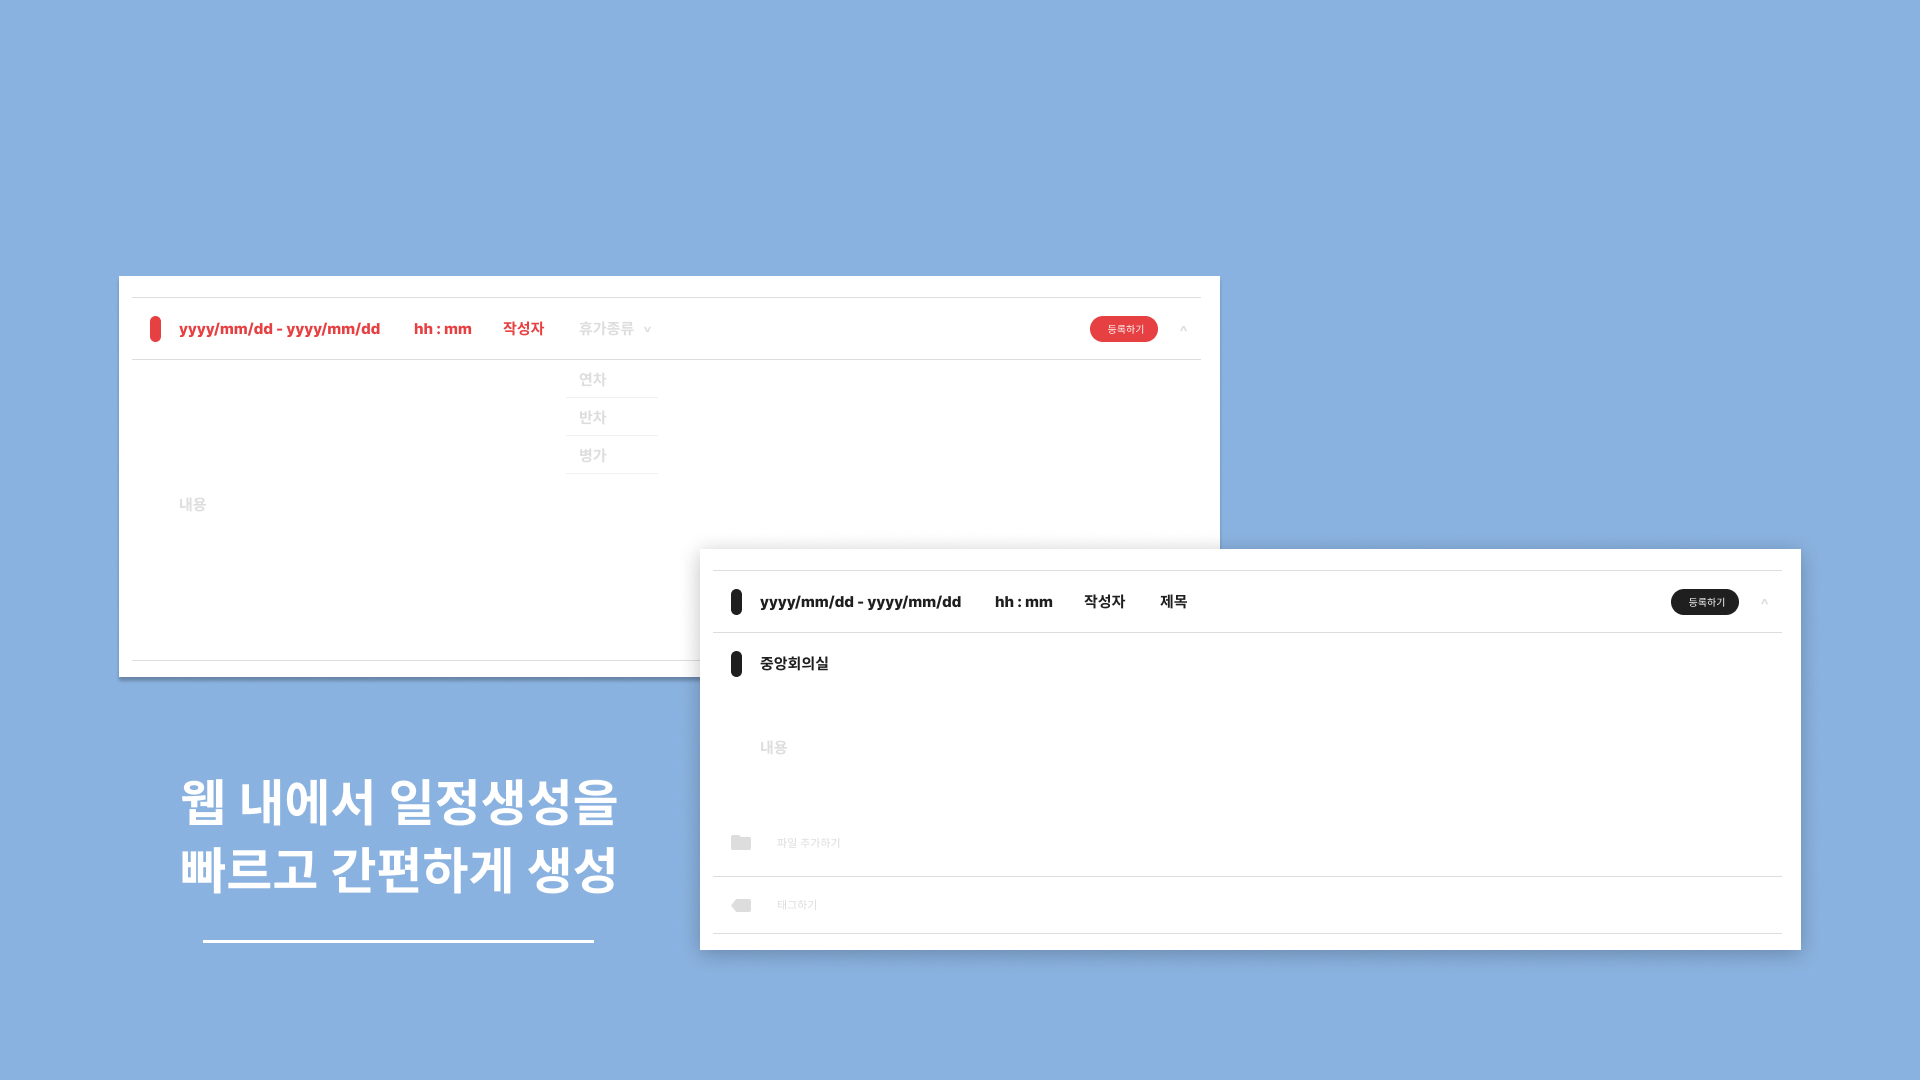 yyyy/mm/dd - yyyy/mm/dd hh : mm 작성자 휴가종류 v 등록하기 ^
연차
반차
병가
내용
yyyy/mm/dd - yyyy/mm/dd hh : mm 작성자 제목 등록하기 ^
중앙회의실
내용
파일 추가하기
태그하기
웹 내에서 일정생성을
빠르고 간편하게 생성